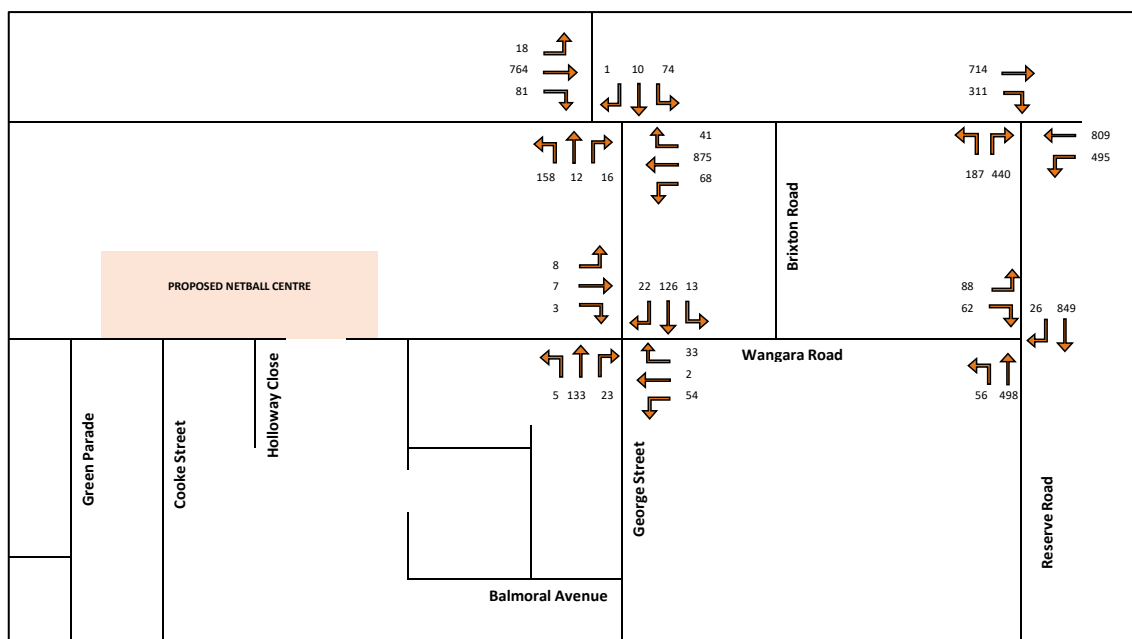 18
764
81
1 10 74
714
311
41
875
68
158 12 16
187 440
809
495
Brixton Road
PROPOSED NETBALL CENTRE
8
7
3
22 126 13
88
62
26 849
Wangara Road
33
2
54
5 133 23
56 498
Holloway Close
Green Parade
Cooke Street
George Street
Reserve Road
Balmoral Avenue